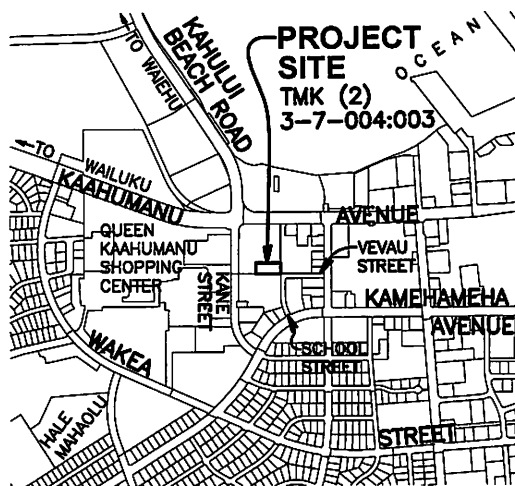 PROJECT
SITE
TMK (2)
3-7-004:003
OCEAN
TO
WAIEHU
KAHULUI
BEACH ROAD
TO
WAILUKU
KAAHUMANU
AVENUE
QUEEN
KAAHUMANU
SHOPPING
CENTER
KANE
STREET
VEVAU
STREET
KAMEHAMEHA
AVENUE
SCHOOL
STREET
WAKEA
STREET
HALE
MAHAOLU